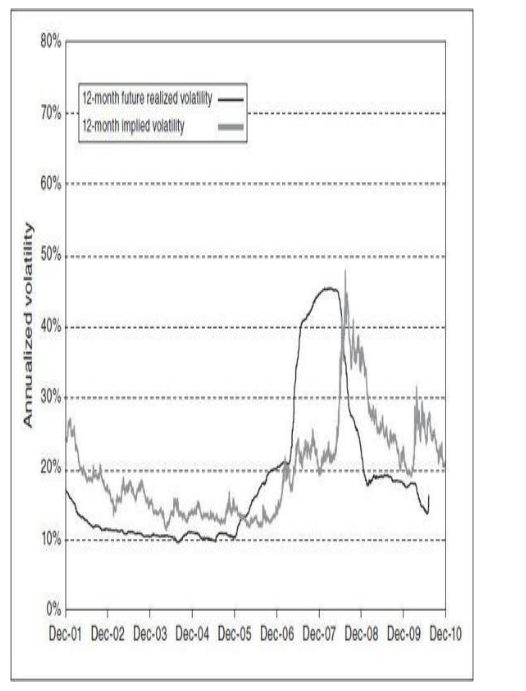 80%
12-month future realized volatility
12-month implied volatility
70%
60%
50%
40%
30%
20%
10%
0%
Annualized volatility
Dec-01 Dec-02 Dec-03 Dec-04 Dec-05 Dec-06 Dec-07 Dec-08 Dec-09 Dec-10